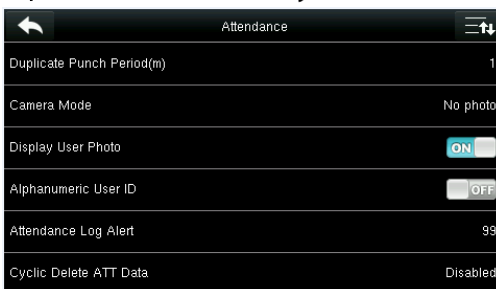 Attendance
Duplicate Punch Period(m) 1
Camera Mode No photo
Display User Photo ON
Alphanumeric User ID OFF
Attendance Log Alert 99
Cyclic Delete ATT Data Disabled